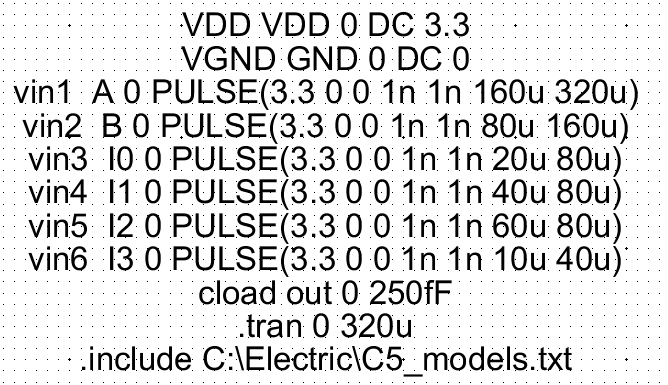 VDD VDD 0 DC 3.3
VGND GND 0 DC 0
vin1 A 0 PULSE(3.3 0 0 1n 1n 160u 320u)
vin2 B 0 PULSE(3.3 0 0 1n 1n 80u 160u)
vin3 I0 0 PULSE(3.3 0 0 1n 1n 20u 80u)
vin4 I1 0 PULSE(3.3 0 0 1n 1n 40u 80u)
vin5 I2 0 PULSE(3.3 0 0 1n 1n 60u 80u)
vin6 I3 0 PULSE(3.3 0 0 1n 1n 10u 40u)
cload out 0 250fF
.tran 0 320u
.include C:\Electric\C5_models.txt